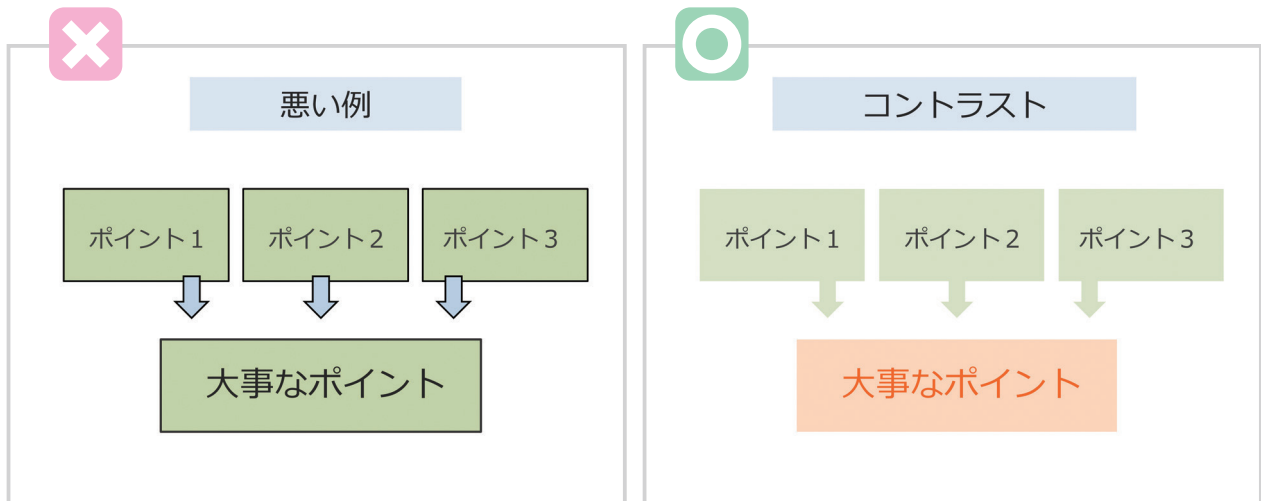 悪い例
ポイント１
ポイント２
ポイント３
大事なポイント
コントラスト
ポイント１
ポイント２
ポイント３
大事なポイント